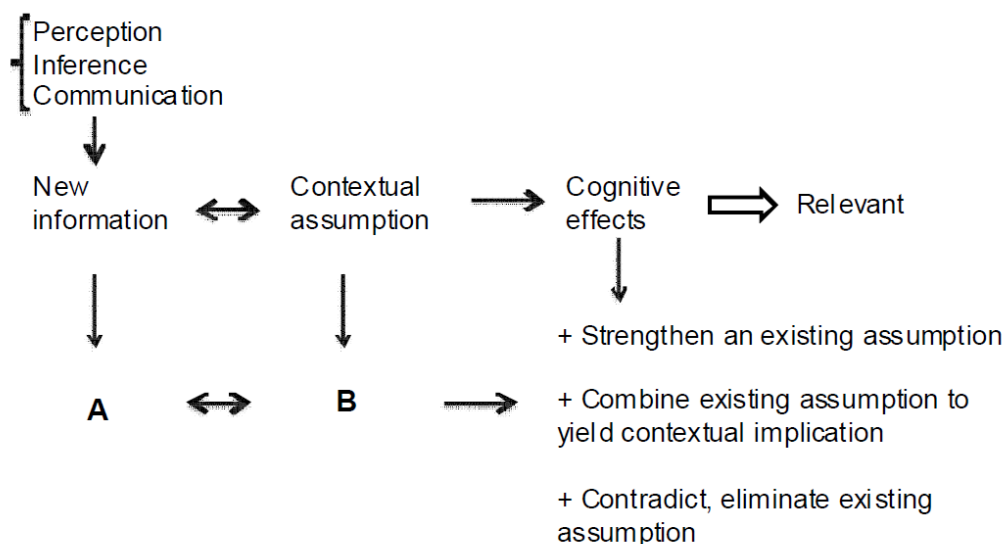 Perception
Inference
Communication
New
information
Contextual
assumption
Cognitive
effects
Relevant
+ Strengthen an existing assumption
A
B
+ Combine existing assumption to
yield contextual implication
+ Contradict, eliminate existing
assumption